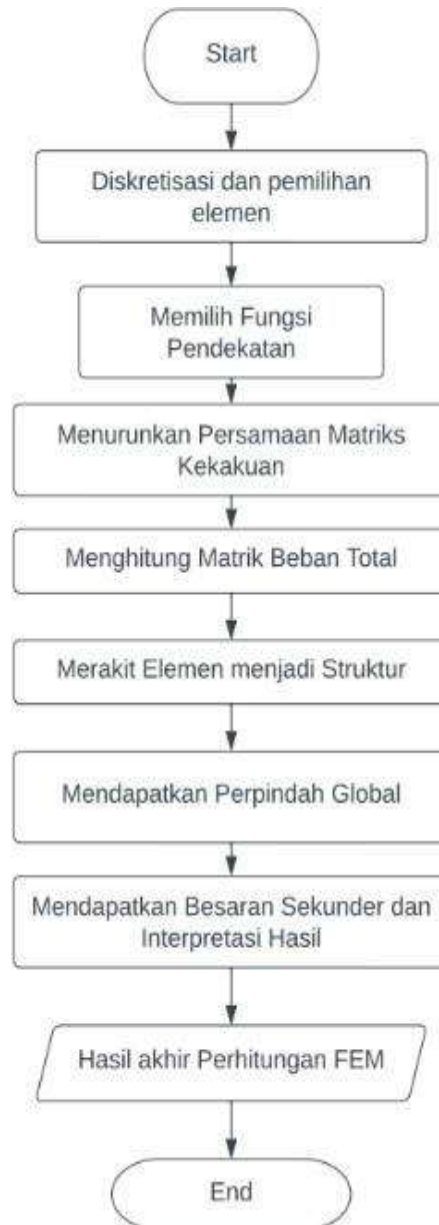 Start
Diskretisasi dan pemilihan
elemen
Memilih Fungsi
Pendekatan
Menurunkan Persamaan Matriks
Kekakuan
Menghitung Matrik Beban Total
Merakit Elemen menjadi Struktur
Mendapatkan Perpindah Global
Mendapatkan Besaran Sekunder dan
Interpretasi Hasil
Hasil akhir Perhitungan FEM
End